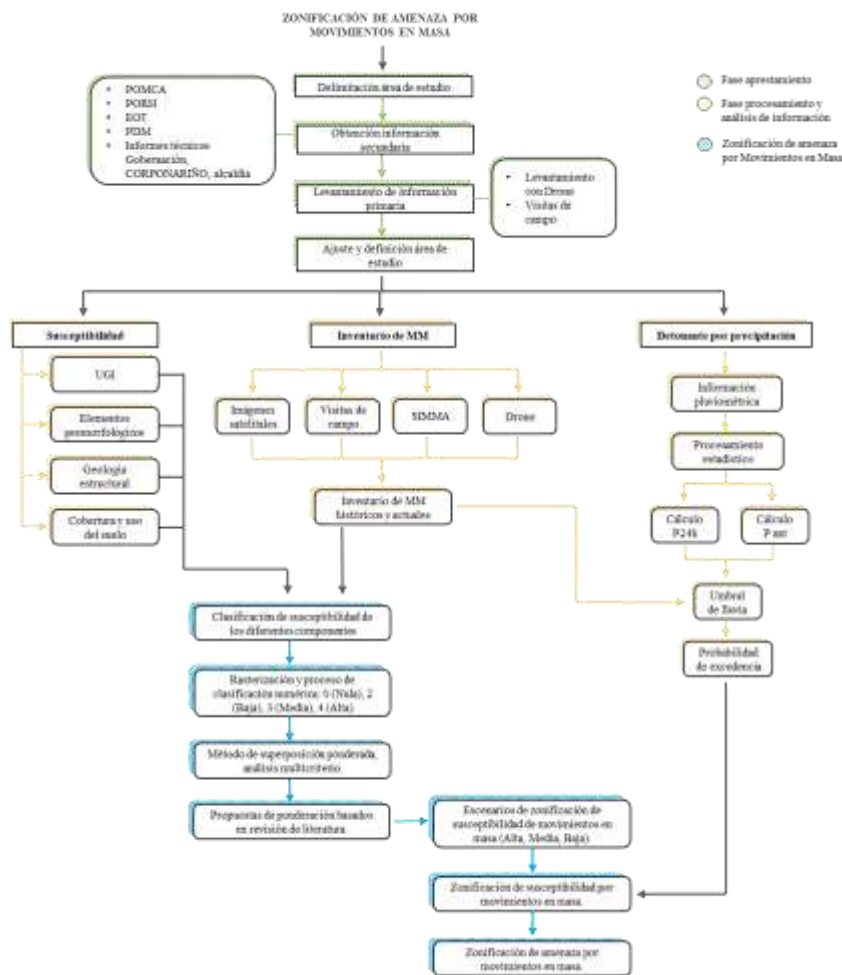 ZONIFICACIÓN DE AMENAZA POR
MOVIMIENTOS EN MASA
Delimitación área de estudio
• POMCA
• PORSI
• EOT
• PDM
• Informes técnicos
Gobernación,
CORPONARIÑO, alcaldía
Obtención información
secundaria
Levantamiento de información
primaria
• Levantamiento
con Drone
• Visitas de
campo
Ajuste y definición área de
estudio
Fase aprestamiento
Fase procesamiento y
análisis de información
Zonificación de amenaza
por Movimientos en Masa
Susceptibilidad
UGI
Elementos
geomorfológicos
Geología
estructural
Cobertura y uso
del suelo
Inventario de MM
Imágenes
satelitales
Visitas de
campo
SIMMA
Drone
Inventario de MM
históricos y actuales
Detonante por precipitación
Información
pluviométrica
Procesamiento
estadístico
Cálculo
P24h
Cálculo
P ant
Umbral
de lluvia
Probabilidad
de excedencia
Clasificación de susceptibilidad de
los diferentes componentes
Rasterización y proceso de
clasificación numérica: 0 (Nula), 2
(Baja), 3 (Media), 4 (Alta)
Método de superposición ponderada,
análisis multicriterio.
Propuestas de ponderación basados
en revisión de literatura
Escenarios de zonificación de
susceptibilidad de movimientos en
masa (Alta, Media, Baja)
Zonificación de susceptibilidad por
movimientos en masa.
Zonificación de amenaza por
movimientos en masa.